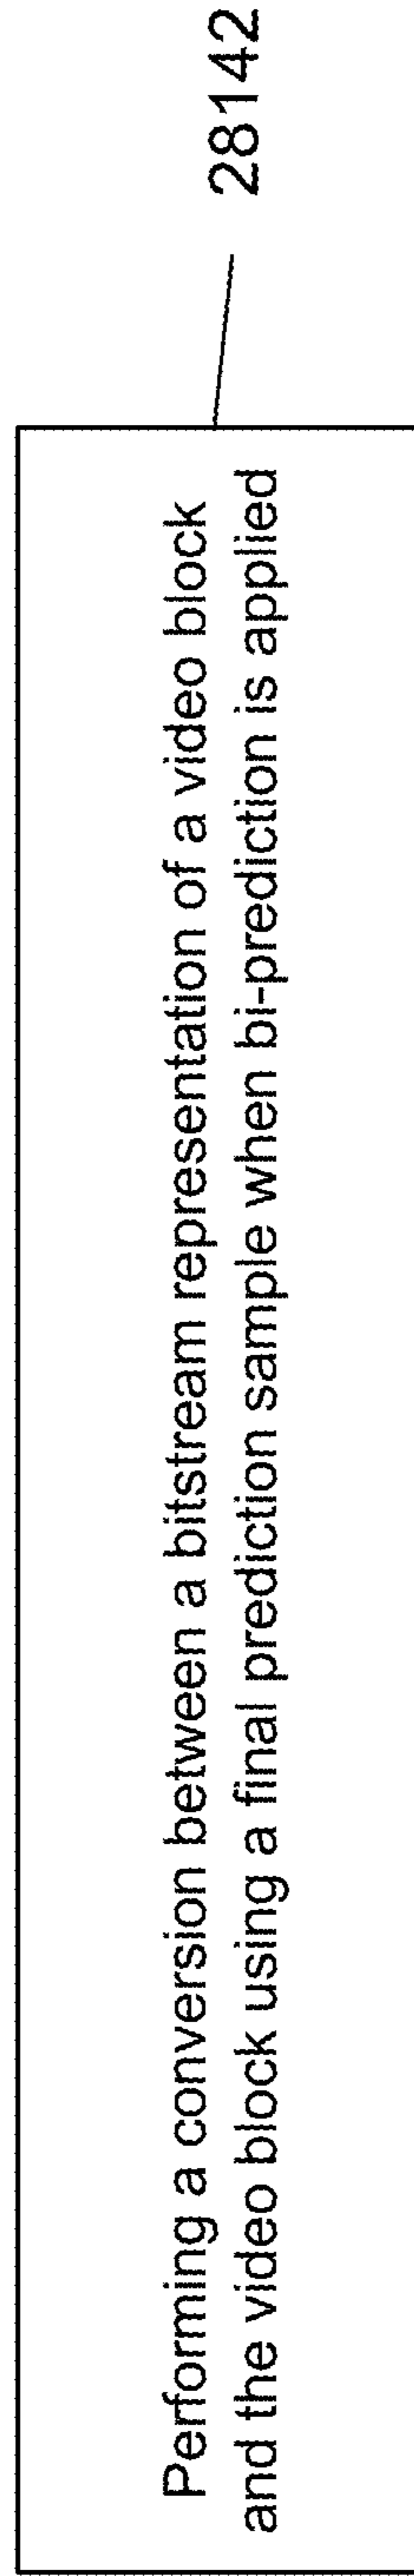 Performing a conversion between a bitstream representation of a video block
and the video block using a final prediction sample when bi-prediction is applied
28142